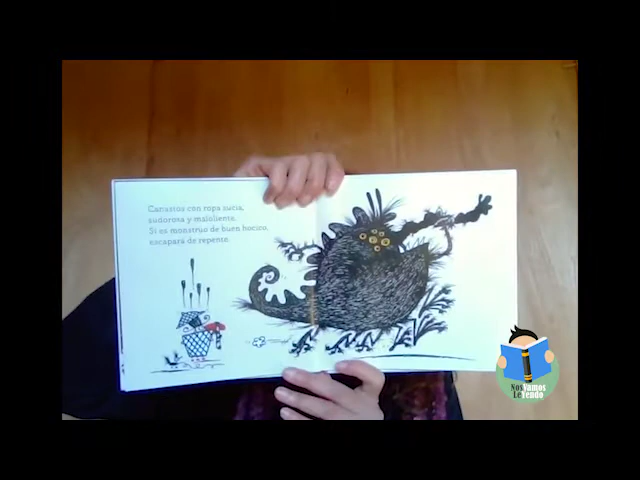 Canastos con ropa sucia,
sudorosa y maloliente.
Si es monstruo de buen hocico,
escapará de repente.
Nos Vamos
Leyendo